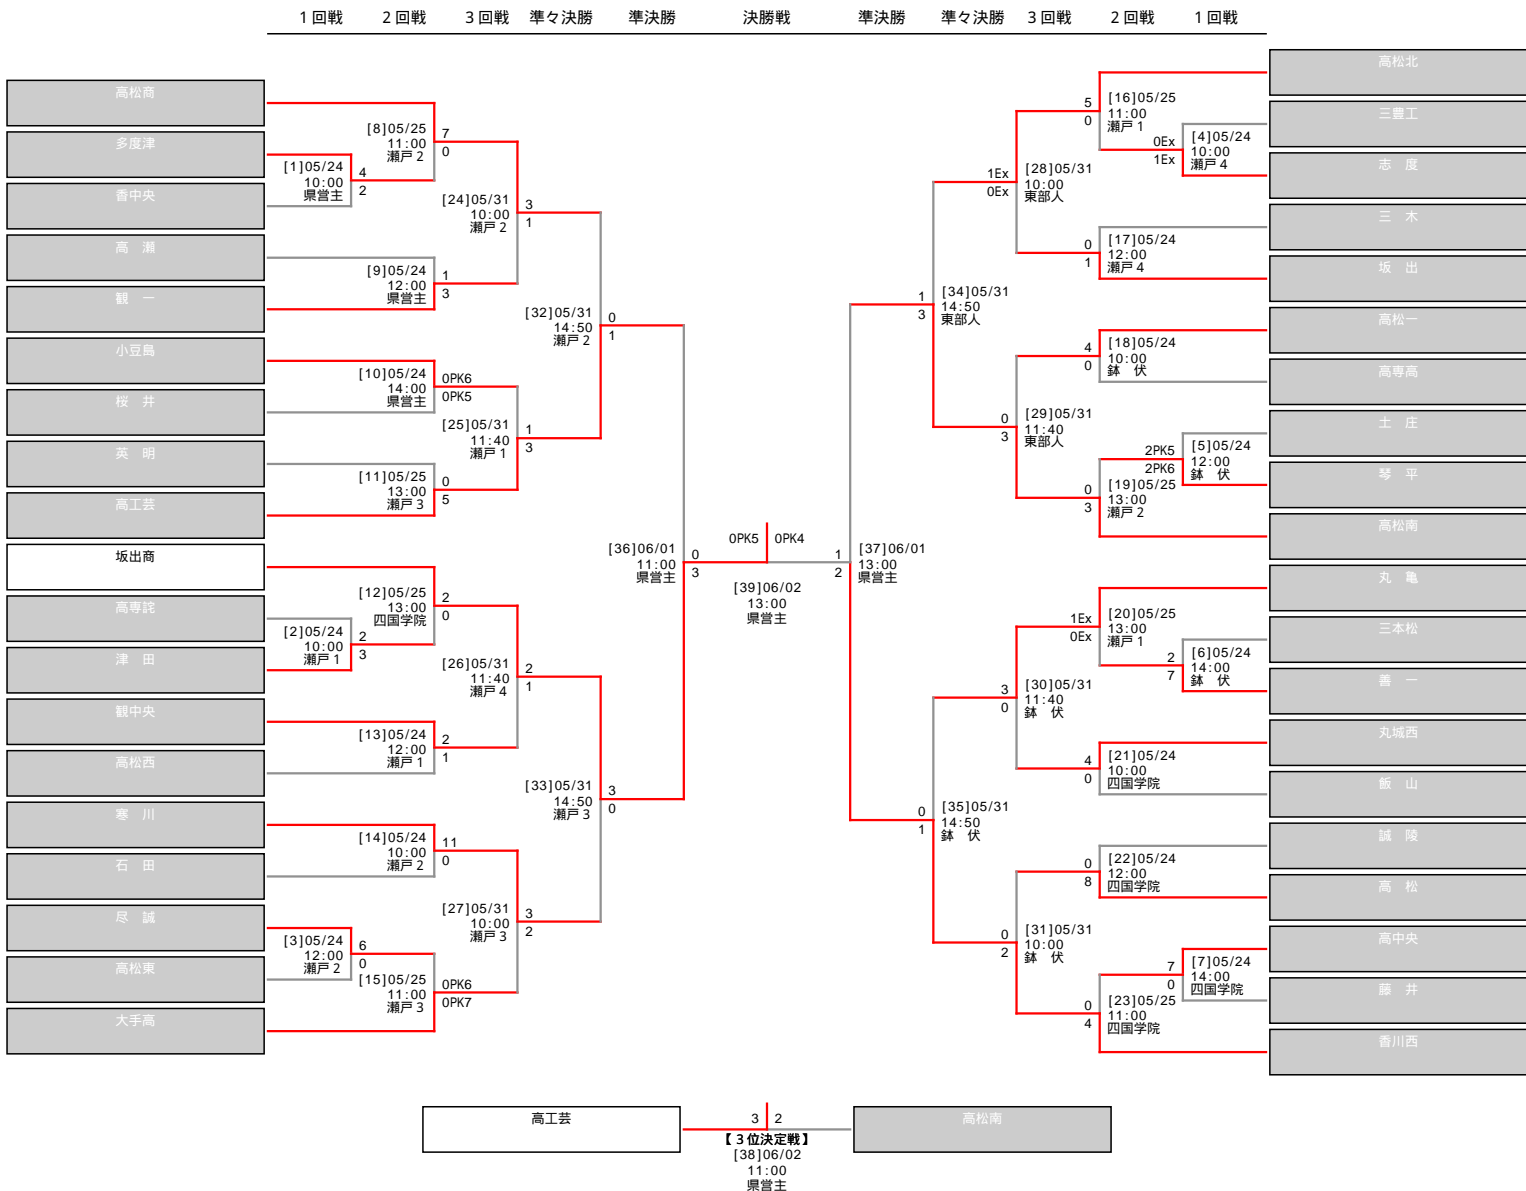 1回戦 2回戦 3回戦 準々決勝 準決勝 決勝戦 準決勝 準々決勝 3回戦 2回戦 1回戦
高松商
多度津
香中央
高　瀬
観　一
小豆島
桜　井
英　明
高工芸
坂出商
高専詫
津　田
観中央
高松西
寒　川
石　田
尽　誠
高松東
大手高
[1]05/24
10:00
県営主
4
2
[2]05/24
10:00
瀬戸1
2
3
[3]05/24
12:00
瀬戸2
6
0
[8]05/25
11:00
瀬戸2
7
0
[9]05/24
12:00
県営主
1
3
[10]05/24
14:00
県営主
0PK6
0PK5
[11]05/25
13:00
瀬戸3
0
5
[12]05/25
13:00
四国学院
2
0
[13]05/24
12:00
瀬戸1
2
1
[14]05/24
10:00
瀬戸2
11
0
[15]05/25
11:00
瀬戸3
0PK6
0PK7
[24]05/31
10:00
瀬戸2
3
1
[25]05/31
11:40
瀬戸1
1
3
[26]05/31
11:40
瀬戸4
2
1
[27]05/31
10:00
瀬戸3
3
2
[32]05/31
14:50
瀬戸2
0
1
[33]05/31
14:50
瀬戸3
3
0
[36]06/01
11:00
県営主
0
3
0PK5 0PK4
[39]06/02
13:00
県営主
1
2
[37]06/01
13:00
県営主
1
3
[34]05/31
14:50
東部人
0
1
[35]05/31
14:50
鉢　伏
1Ex
0Ex
[28]05/31
10:00
東部人
0
3
[29]05/31
11:40
東部人
3
0
[30]05/31
11:40
鉢　伏
0
2
[31]05/31
10:00
鉢　伏
5
0
[16]05/25
11:00
瀬戸1
0
1
[17]05/24
12:00
瀬戸4
4
0
[18]05/24
10:00
鉢　伏
0
3
[19]05/25
13:00
瀬戸2
1Ex
0Ex
[20]05/25
13:00
瀬戸1
4
0
[21]05/24
10:00
四国学院
0
8
[22]05/24
12:00
四国学院
0
4
[23]05/25
11:00
四国学院
0Ex
1Ex
[4]05/24
10:00
瀬戸4
2PK5
2PK6
[5]05/24
12:00
鉢　伏
2
7
[6]05/24
14:00
鉢　伏
7
0
[7]05/24
14:00
四国学院
高松北
三豊工
志　度
三　木
坂　出
高松一
高専高
土　庄
琴　平
高松南
丸　亀
三本松
善　一
丸城西
飯　山
誠　陵
高　松
高中央
藤　井
香川西
高工芸 3 2 高松南
【３位決定戦】
[38]06/02
11:00
県営主